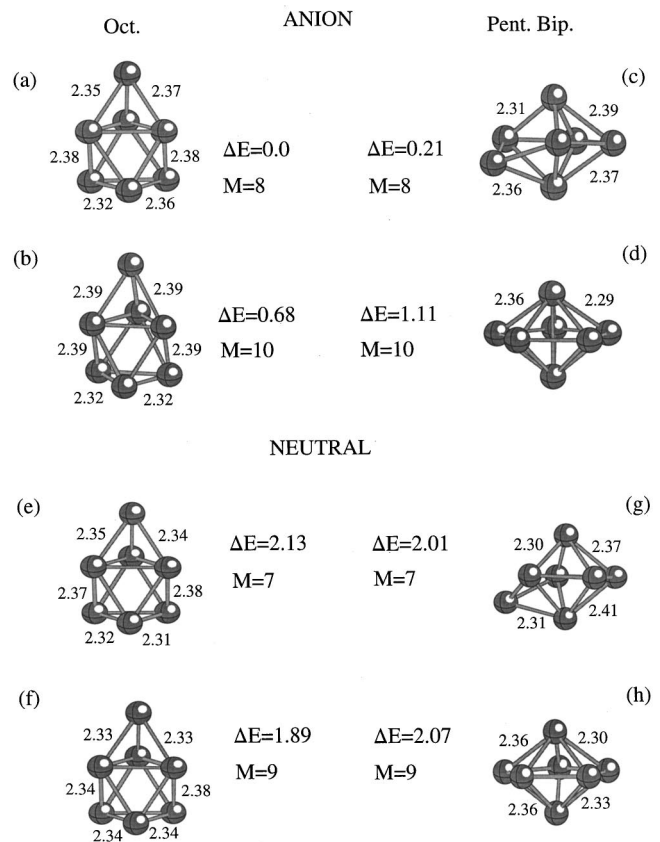 Oct. ANION Pent. Bip.
(a) (c)
2.35 2.37 2.31 2.39
2.38 2.38 ΔE=0.0 ΔE=0.21
M=8 M=8 2.36 2.37
2.32 2.36
(b) (d)
2.39 2.39 2.36 2.29
ΔE=0.68 ΔE=1.11
2.39 2.39 M=10 M=10
2.32 2.32
NEUTRAL
(e) (g)
2.35 2.34 ΔE=2.13 ΔE=2.01 2.30 2.37
2.37 2.38 M=7 M=7
2.32 2.31 2.31 2.41
(f) (h)
2.33 2.33 ΔE=1.89 ΔE=2.07 2.36 2.30
2.34 2.38 M=9 M=9
2.34 2.34 2.36 2.33